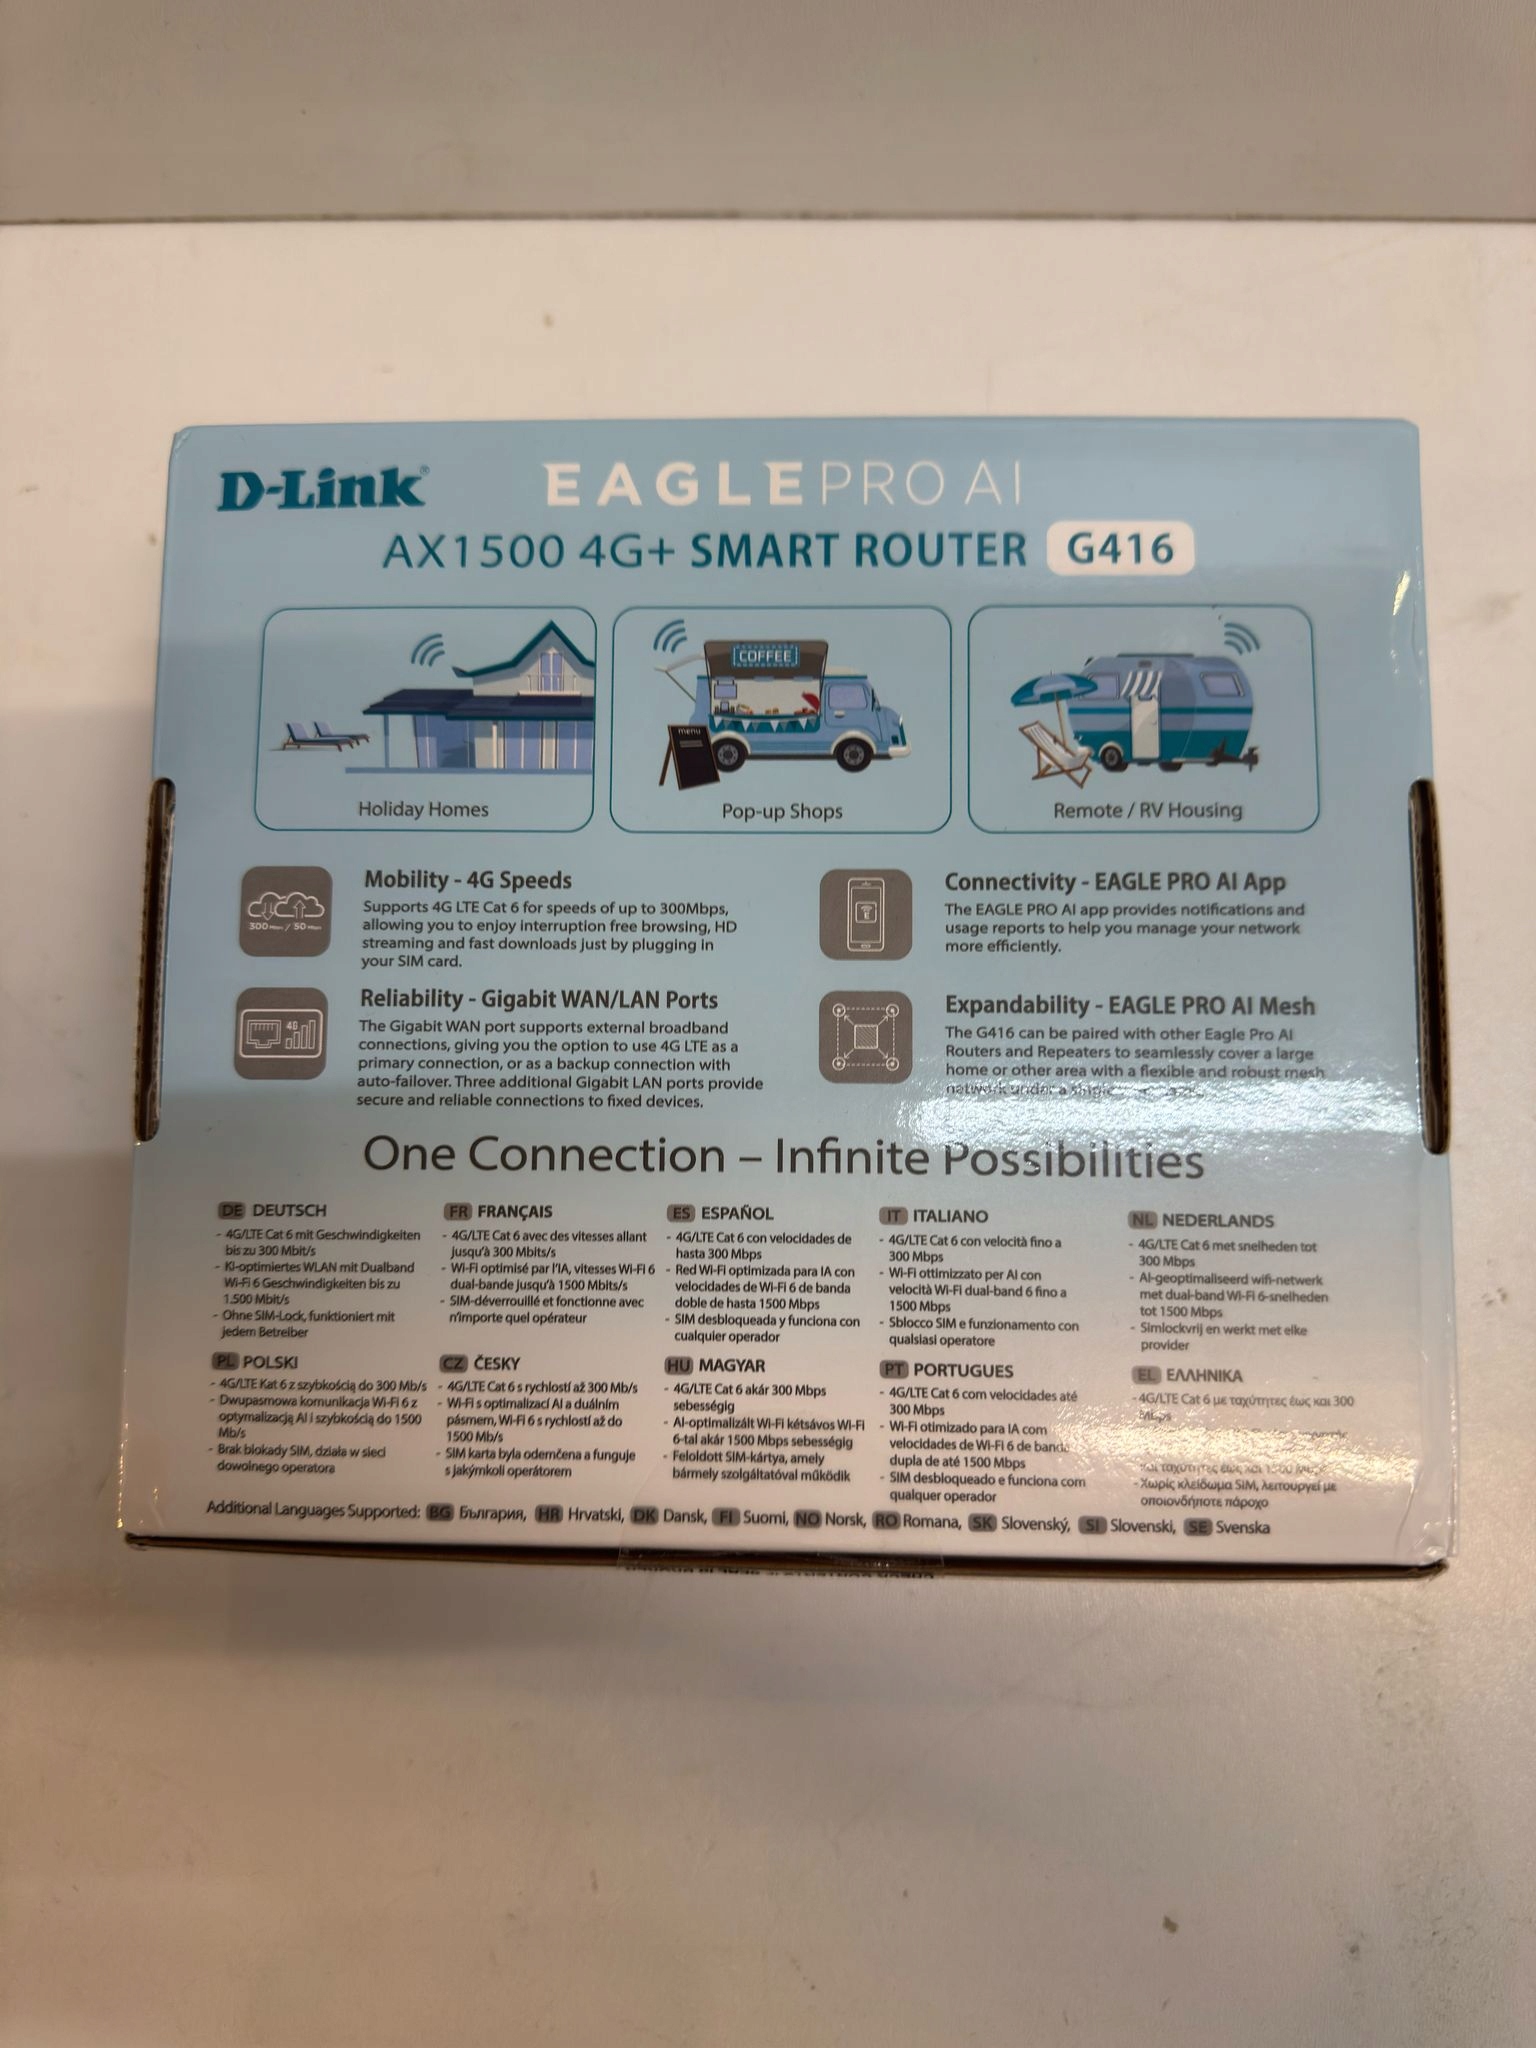 D-Link®
EAGLE PRO AI
AX1500 4G+ SMART ROUTER G416
COFFEE
menu
Holiday Homes
Pop-up Shops
Remote / RV Housing
300 Mbps / 50 Mbps
Mobility - 4G Speeds
Supports 4G LTE Cat 6 for speeds of up to 300Mbps,
allowing you to enjoy interruption free browsing, HD
streaming and fast downloads just by plugging in
your SIM card.
Connectivity - EAGLE PRO AI App
The EAGLE PRO AI app provides notifications and
usage reports to help you manage your network
more efficiently.
4G
Reliability - Gigabit WAN/LAN Ports
The Gigabit WAN port supports external broadband
connections, giving you the option to use 4G LTE as a
primary connection, or as a backup connection with
auto-failover. Three additional Gigabit LAN ports provide
secure and reliable connections to fixed devices.
Expandability - EAGLE PRO AI Mesh
The G416 can be paired with other Eagle Pro AI
Routers and Repeaters to seamlessly cover a large
home or other area with a flexible and robust mesh
network under a single
One Connection – Infinite Possibilities
DE DEUTSCH
- 4G/LTE Cat 6 mit Geschwindigkeiten
bis zu 300 Mbit/s
- KI-optimiertes WLAN mit Dualband
Wi-Fi 6 Geschwindigkeiten bis zu
1.500 Mbit/s
- Ohne SIM-Lock, funktioniert mit
jedem Betreiber
FR FRANÇAIS
- 4G/LTE Cat 6 avec des vitesses allant
jusqu'à 300 Mbits/s
- Wi-Fi optimisé par l'IA, vitesses Wi-Fi 6
dual-bande jusqu'à 1500 Mbits/s
- SIM-déverrouillé et fonctionne avec
n'importe quel opérateur
ES ESPAÑOL
- 4G/LTE Cat 6 con velocidades de
hasta 300 Mbps
- Red Wi-Fi optimizada para IA con
velocidades de Wi-Fi 6 de banda
doble de hasta 1500 Mbps
- SIM desbloqueada y funciona con
cualquier operador
IT ITALIANO
- 4G/LTE Cat 6 con velocità fino a
300 Mbps
- Wi-Fi ottimizzato per AI con
velocità Wi-Fi dual-band 6 fino a
1500 Mbps
- Sblocco SIM e funzionamento con
qualsiasi operatore
NL NEDERLANDS
- 4G/LTE Cat 6 met snelheden tot
300 Mbps
- AI-geoptimaliseerd wifi-netwerk
met dual-band Wi-Fi 6-snelheden
tot 1500 Mbps
- Simlockvrij en werkt met elke
provider
PL POLSKI
- 4G/LTE Kat 6 z szybkością do 300 Mb/s
- Dwupasmowa komunikacja Wi-Fi 6 z
optymalizacją AI i szybkością do 1500
Mb/s
- Brak blokady SIM, działa w sieci
dowolnego operatora
CZ ČESKY
- 4G/LTE Cat 6 s rychlostí až 300 Mb/s
- Wi-Fi s optimalizací AI a duálním
pásmem, Wi-Fi 6 s rychlostí až do
1500 Mb/s
- SIM karta byla odemčena a funguje
s jakýmkoli operátorem
HU MAGYAR
- 4G/LTE Cat 6 akár 300 Mbps
sebességig
- AI-optimalizált Wi-Fi kétsávos Wi-Fi
6-tal akár 1500 Mbps sebességig
- Feloldott SIM-kártya, amely
bármely szolgáltatóval működik
PT PORTUGUES
- 4G/LTE Cat 6 com velocidades até
300 Mbps
- Wi-Fi otimizado para IA com
velocidades de Wi-Fi 6 de banda
dupla de até 1500 Mbps
- SIM desbloqueado e funciona com
qualquer operador
EL ΕΛΛΗΝΙΚΑ
- 4G/LTE Cat 6 με ταχύτητες έως και 300
Mbps
και ταχύτητες έως και 1500 Mbps
- Χωρίς κλείδωμα SIM, λειτουργεί με
οποιονδήποτε πάροχο
Additional Languages Supported: BG България, HR Hrvatski, DK Dansk, FI Suomi, NO Norsk, RO Romana, SK Slovenský, SI Slovenski, SE Svenska